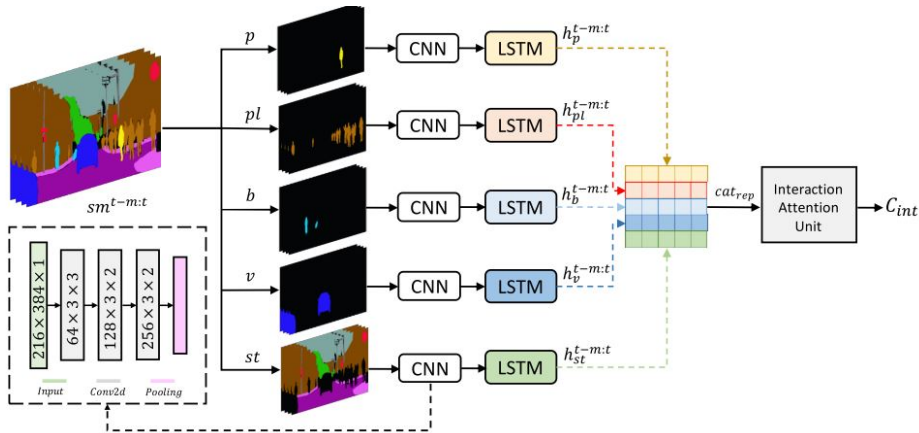 p
CNN
LSTM
h_p^{t−m:t}
pl
CNN
LSTM
h_{pl}^{t−m:t}
sm^{t−m:t}
b
CNN
LSTM
h_b^{t−m:t}
cat_{rep}
Interaction
Attention
Unit
C_{int}
v
CNN
LSTM
h_v^{t−m:t}
st
CNN
LSTM
h_{st}^{t−m:t}
216 × 384 × 1
64 × 3 × 3
128 × 3 × 2
256 × 3 × 2
Input
Conv2d
Pooling